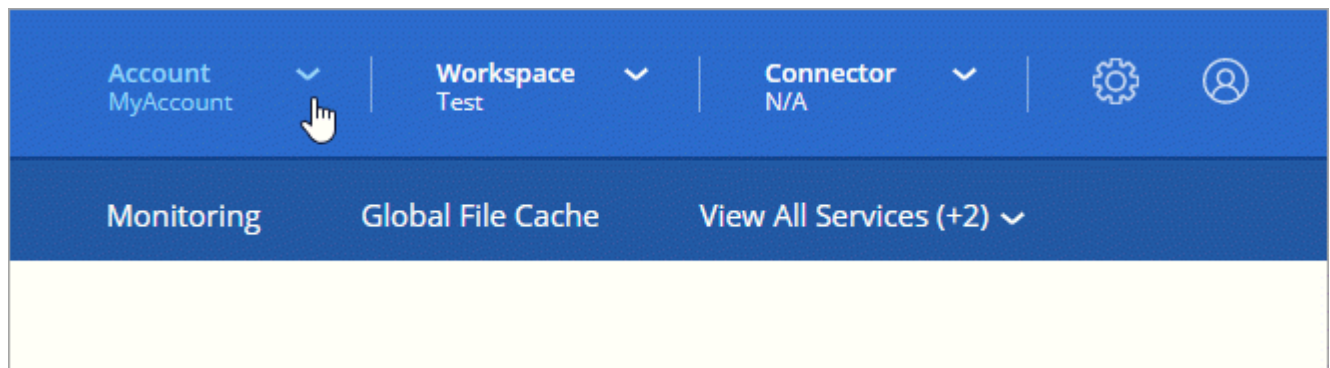 Account
MyAccount
Workspace
Test
Connector
N/A
Monitoring
Global File Cache
View All Services (+2)